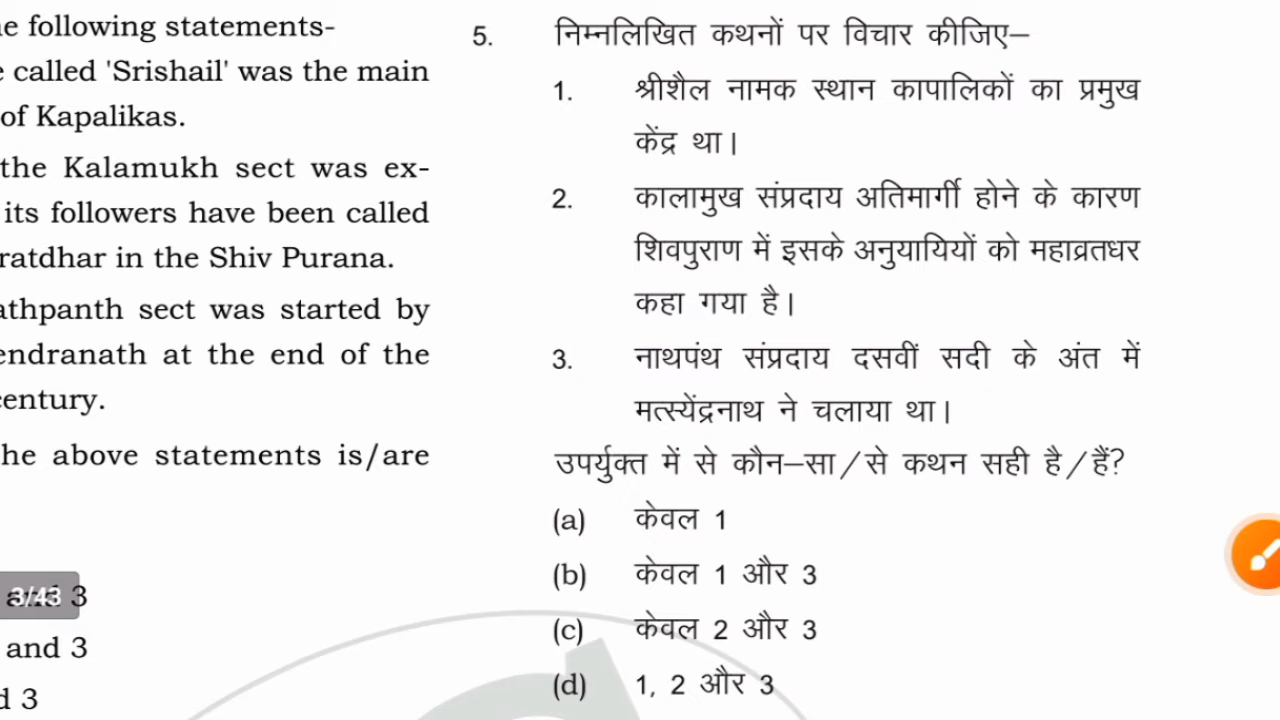 e following statements-
e called 'Srishail' was the main
of Kapalikas.
the Kalamukh sect was ex-
its followers have been called
ratdhar in the Shiv Purana.
athpanth sect was started by
endranath at the end of the
century.
he above statements is/are
3/43
and 3
and 3
d 3
5. निम्नलिखित कथनों पर विचार कीजिए–
1. श्रीशैल नामक स्थान कापालिकों का प्रमुख
केंद्र था।
2. कालामुख संप्रदाय अतिमार्गी होने के कारण
शिवपुराण में इसके अनुयायियों को महाव्रतधर
कहा गया है।
3. नाथपंथ संप्रदाय दसवीं सदी के अंत में
मत्स्येंद्रनाथ ने चलाया था।
उपर्युक्त में से कौन–सा/से कथन सही है/हैं?
(a) केवल 1
(b) केवल 1 और 3
(c) केवल 2 और 3
(d) 1, 2 और 3